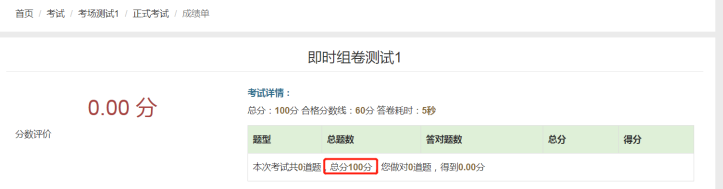 首页 / 考试 / 考场测试1 / 正式考试 / 成绩单
即时组卷测试1
0.00 分
分数评价
考试详情：
总分：100分 合格分数线：60分 答卷耗时：5秒
题型 总题数 答对题数 总分 得分
本次考试共0道题 总分100分 您做对0道题，得到0.00分